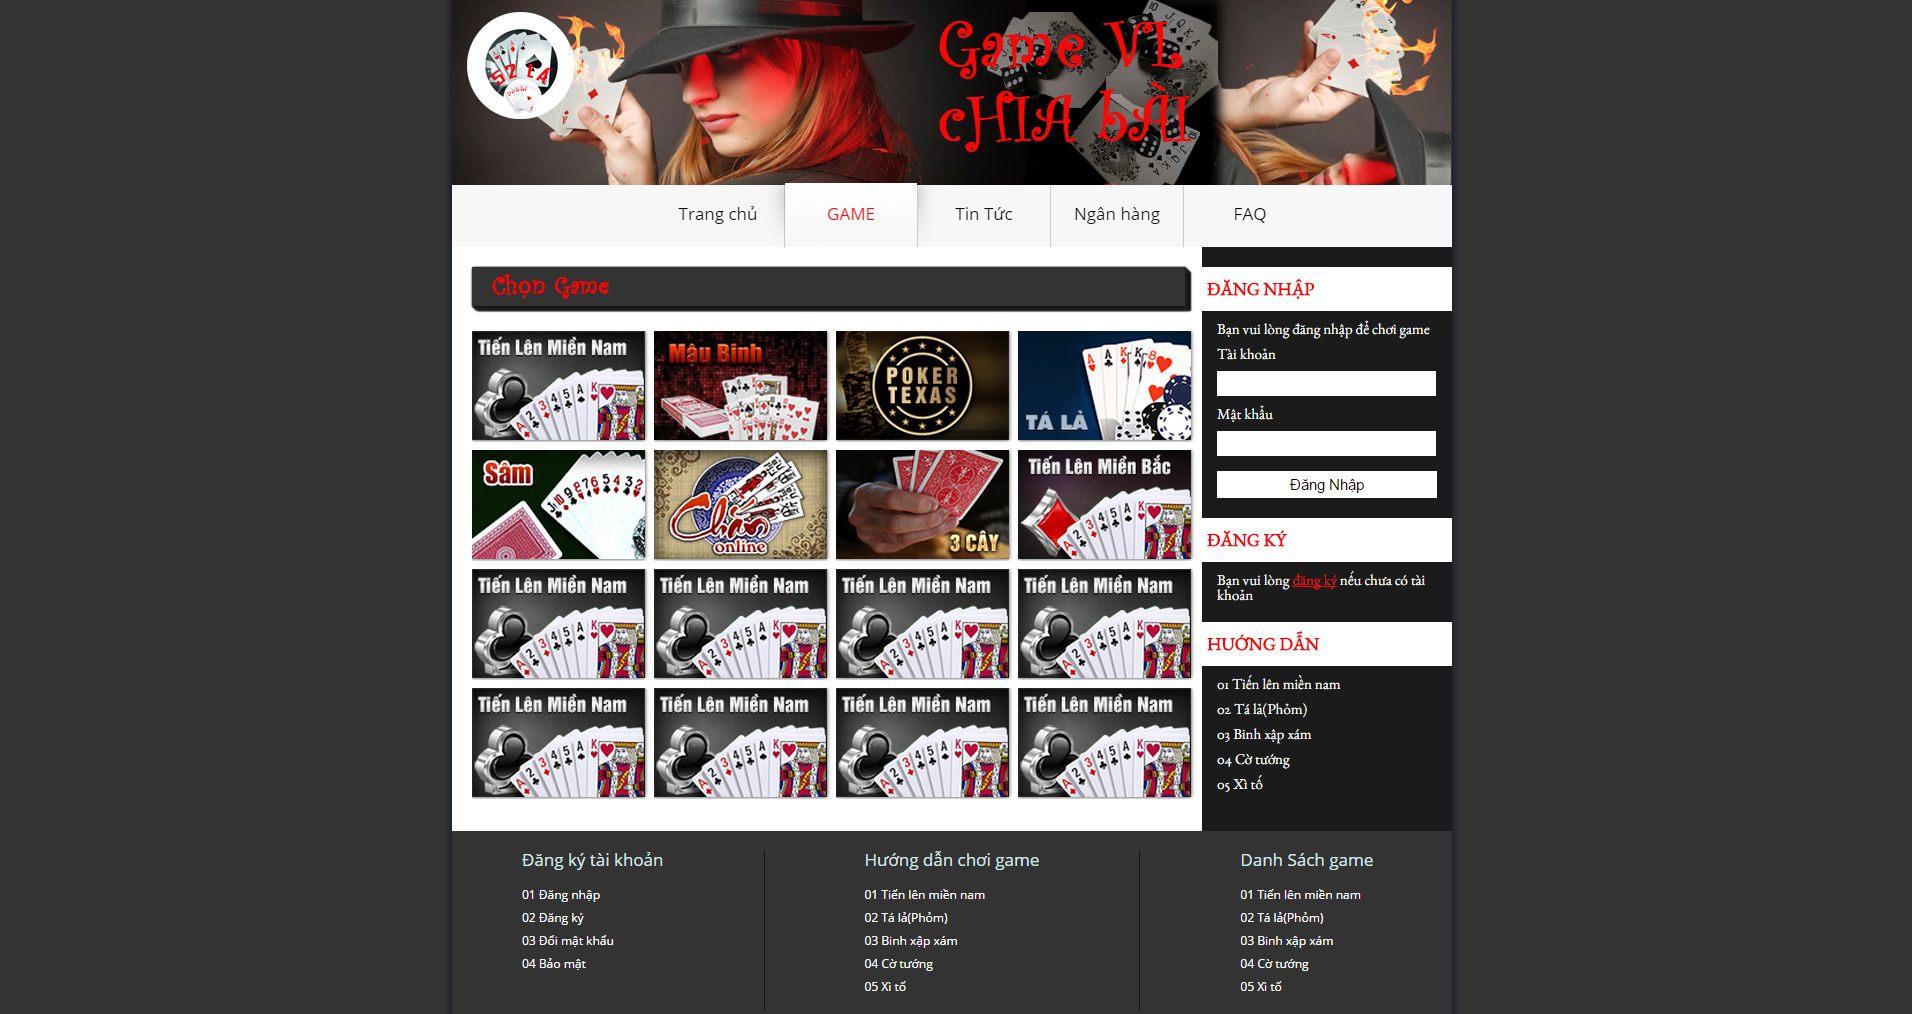 52 lá
Game VL
cHIA bÀI
Trang chủ
GAME
Tin Tức
Ngân hàng
FAQ
Chọn Game
Tiến Lên Miền Nam
Mậu Binh
POKER
TEXAS
TÁ LẢ
Sâm
Chắn
online
3 CÂY
Tiến Lên Miền Bắc
Tiến Lên Miền Nam
Tiến Lên Miền Nam
Tiến Lên Miền Nam
Tiến Lên Miền Nam
Tiến Lên Miền Nam
Tiến Lên Miền Nam
Tiến Lên Miền Nam
Tiến Lên Miền Nam
ĐĂNG NHẬP
Bạn vui lòng đăng nhập để chơi game
Tài khoản
Mật khẩu
Đăng Nhập
ĐĂNG KÝ
Bạn vui lòng đăng ký nếu chưa có tài
khoản
HƯỚNG DẪN
01 Tiến lên miền nam
02 Tá lả(Phỏm)
03 Binh xập xám
04 Cờ tướng
05 Xì tố
Đăng ký tài khoản
01 Đăng nhập
02 Đăng ký
03 Đổi mật khẩu
04 Bảo mật
Hướng dẫn chơi game
01 Tiến lên miền nam
02 Tá lả(Phỏm)
03 Binh xập xám
04 Cờ tướng
05 Xì tố
Danh Sách game
01 Tiến lên miền nam
02 Tá lả(Phỏm)
03 Binh xập xám
04 Cờ tướng
05 Xì tố